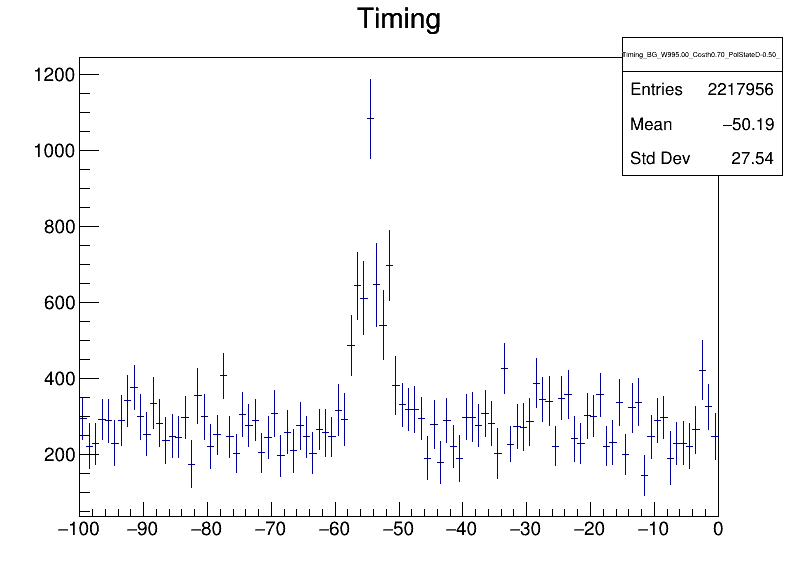 Timing
Timing_BG_W995.00_Costh0.70_PolStateD-0.50_
Entries 2217956
Mean −50.19
Std Dev 27.54
1200
1000
800
600
400
200
−100 −90 −80 −70 −60 −50 −40 −30 −20 −10 0